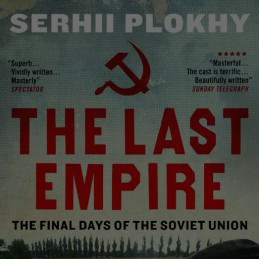 SERHII PLOKHY
★★★★★
"Superb...
Vividly written...
Masterly"
SPECTATOR
"Masterful...
The cast is terrific...
Beautifully written"
SUNDAY TELEGRAPH
THE LAST
EMPIRE
THE FINAL DAYS OF THE SOVIET UNION